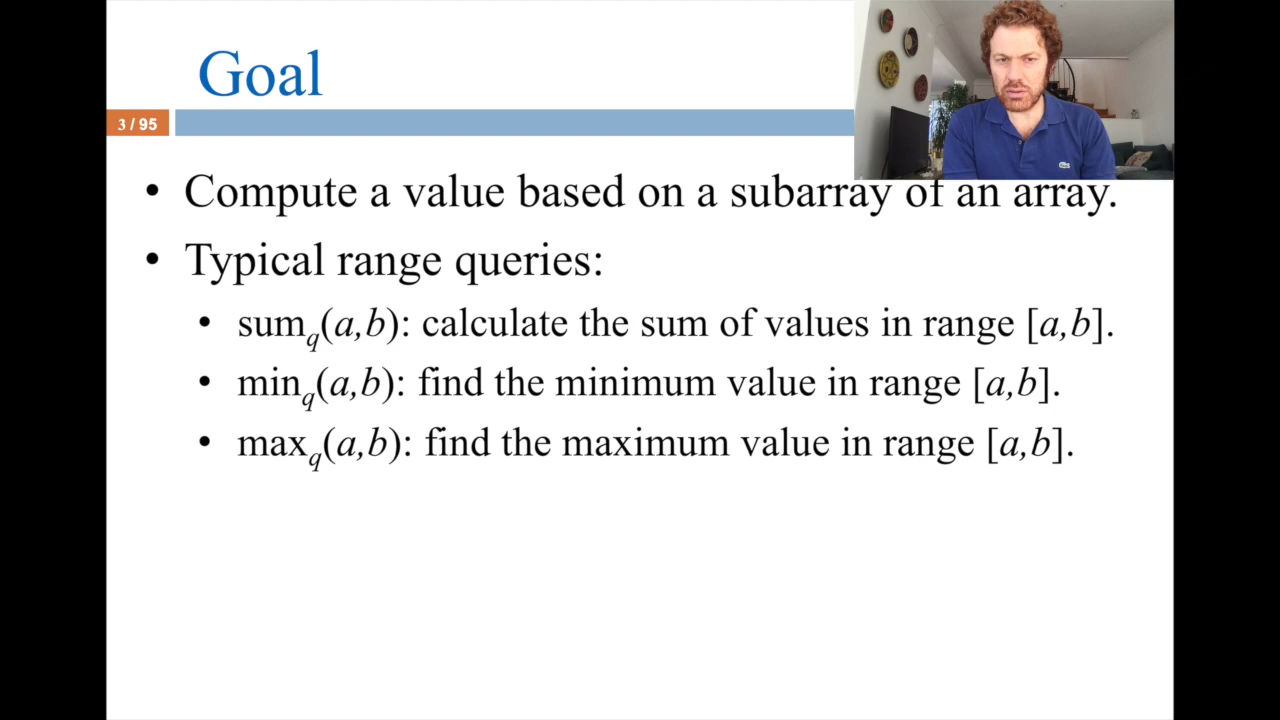 Goal
3 / 95
• Compute a value based on a subarray of an array.
• Typical range queries:
• sumq(a,b): calculate the sum of values in range [a,b].
• minq(a,b): find the minimum value in range [a,b].
• maxq(a,b): find the maximum value in range [a,b].